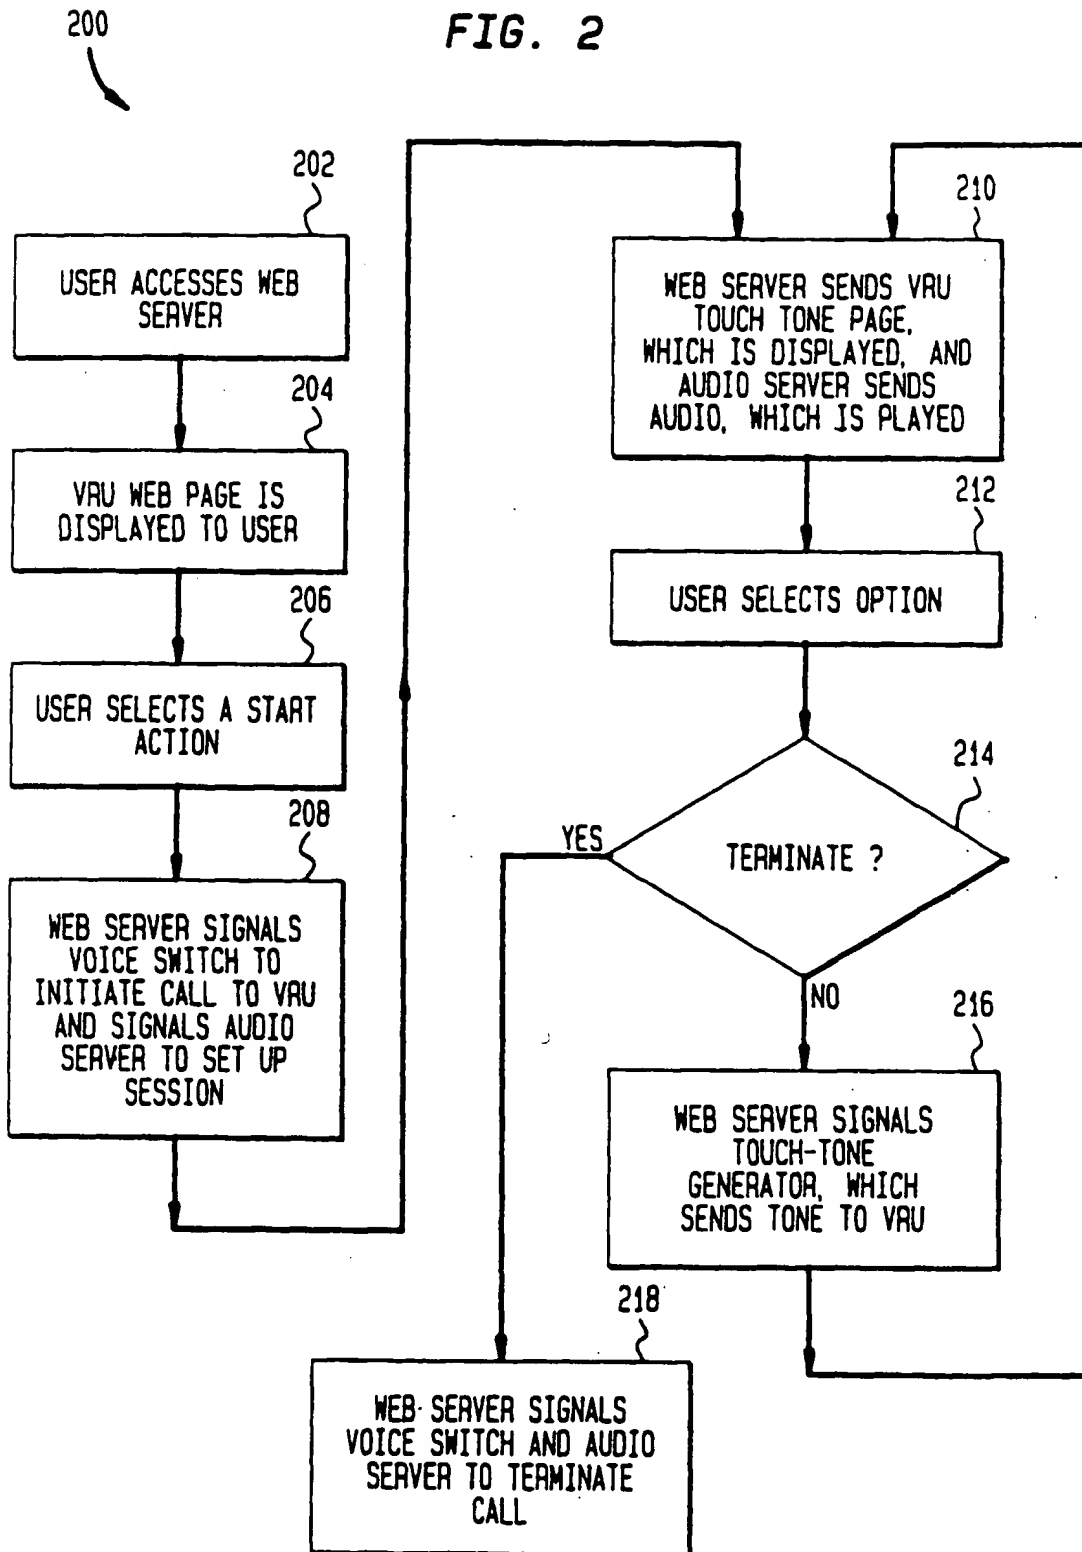 200
FIG. 2
202
USER ACCESSES WEB
SERVER
204
VRU WEB PAGE IS
DISPLAYED TO USER
206
USER SELECTS A START
ACTION
208
WEB SERVER SIGNALS
VOICE SWITCH TO
INITIATE CALL TO VRU
AND SIGNALS AUDIO
SERVER TO SET UP
SESSION
210
WEB SERVER SENDS VRU
TOUCH TONE PAGE,
WHICH IS DISPLAYED, AND
AUDIO SERVER SENDS
AUDIO, WHICH IS PLAYED
212
USER SELECTS OPTION
214
TERMINATE ?
YES
NO
216
WEB SERVER SIGNALS
TOUCH-TONE
GENERATOR, WHICH
SENDS TONE TO VRU
218
WEB SERVER SIGNALS
VOICE SWITCH AND AUDIO
SERVER TO TERMINATE
CALL